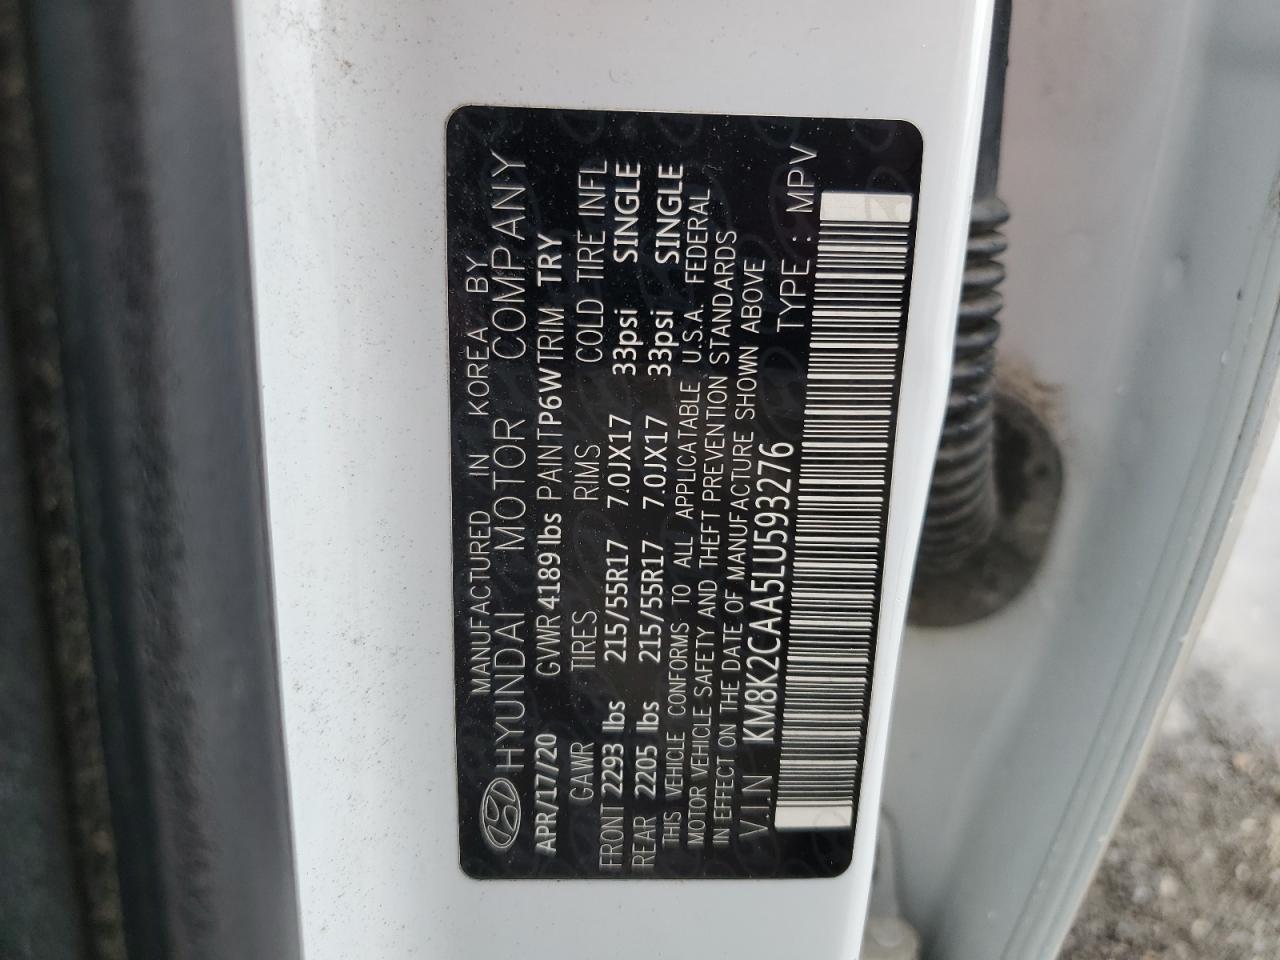 MANUFACTURED IN KOREA BY
HYUNDAI MOTOR COMPANY
APR/17/20 GVWR 4189 lbs PAINT P6W TRIM TRY
GAWR TIRES RIMS COLD TIRE INFL
FRONT 2293 lbs 215/55R17 7.0JX17 33psi SINGLE
REAR 2205 lbs 215/55R17 7.0JX17 33psi SINGLE
THIS VEHICLE CONFORMS TO ALL APPLICATABLE U.S.A. FEDERAL
MOTOR VEHICLE SAFETY AND THEFT PREVENTION STANDARDS
IN EFFECT ON THE DATE OF MANUFACTURE SHOWN ABOVE
V.I.N KM8K2CAA5LU593276 TYPE : MPV